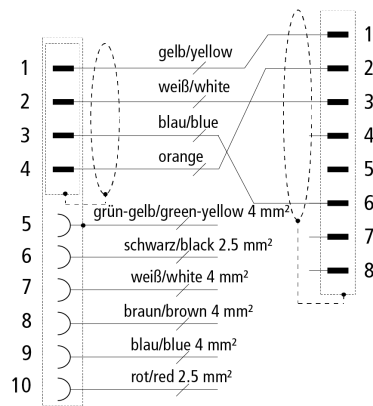 gelb/yellow
1
1
2
weiß/white
2
3
blau/blue
3
4
orange
4
5
6
grün-gelb/green-yellow 4 mm²
5
schwarz/black 2.5 mm²
7
6
weiß/white 4 mm²
8
7
braun/brown 4 mm²
8
blau/blue 4 mm²
9
rot/red 2.5 mm²
10